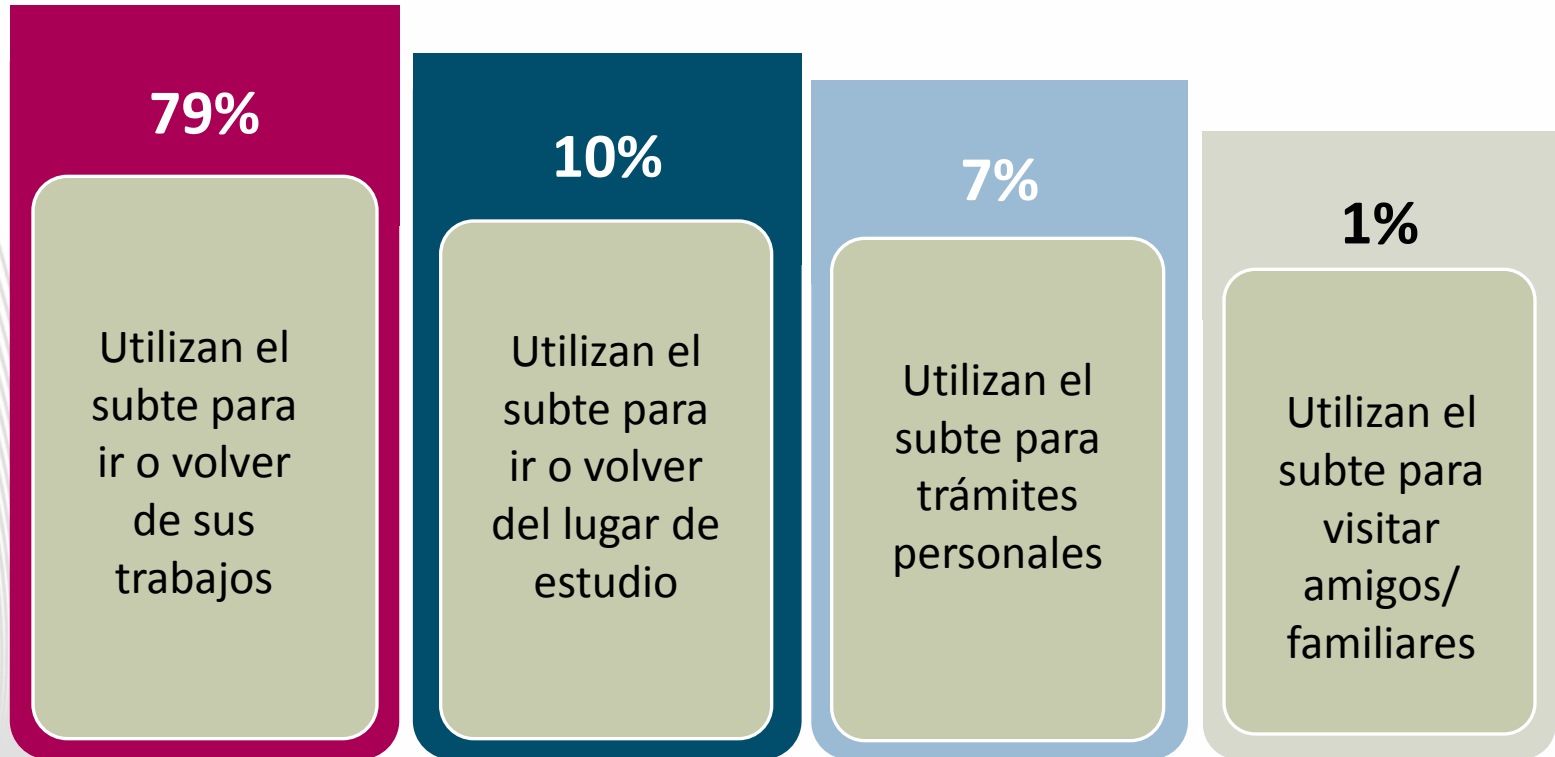 79%
Utilizan el
subte para
ir o volver
de sus
trabajos
10%
Utilizan el
subte para
ir o volver
del lugar de
estudio
7%
Utilizan el
subte para
trámites
personales
1%
Utilizan el
subte para
visitar
amigos/
familiares